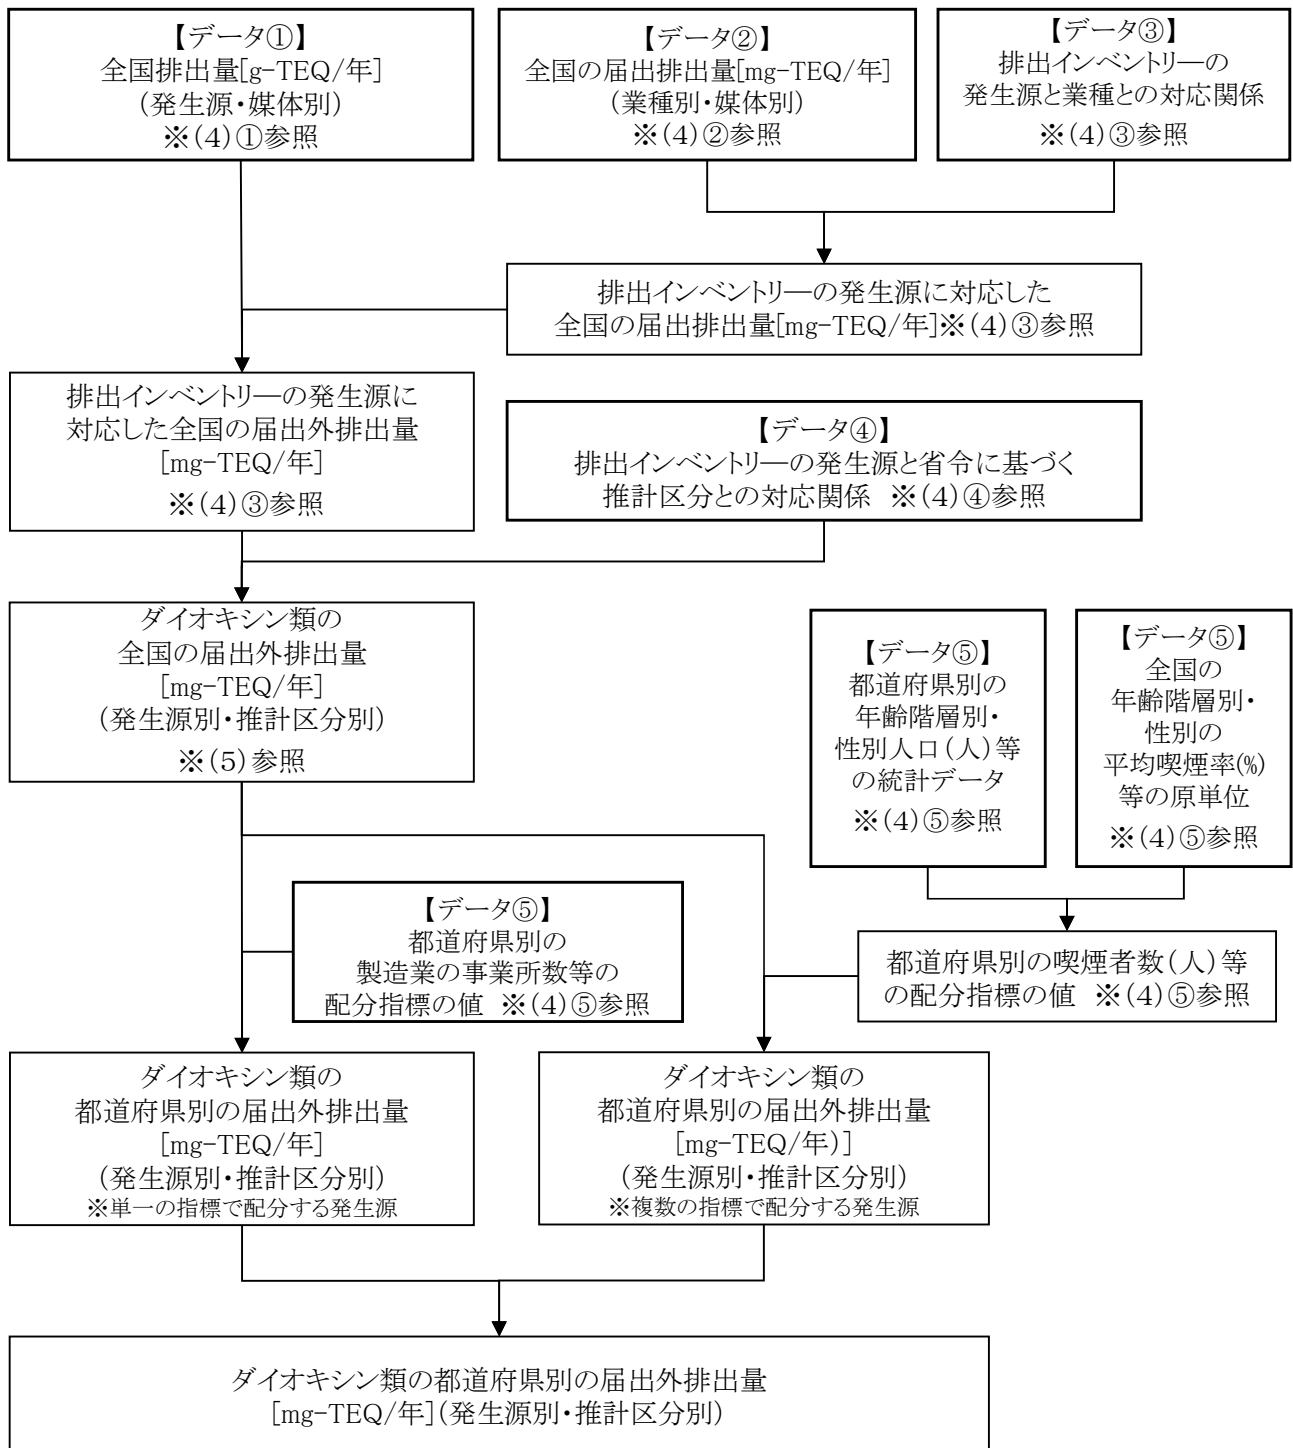 【データ①】
全国排出量[g-TEQ/年]
(発生源・媒体別)
※(4)①参照
【データ②】
全国の届出排出量[mg-TEQ/年]
(業種別・媒体別)
※(4)②参照
【データ③】
排出インベントリ―の
発生源と業種との対応関係
※(4)③参照
排出インベントリ―の発生源に対応した
全国の届出排出量[mg-TEQ/年]※(4)③参照
排出インベントリ―の発生源に
対応した全国の届出外排出量
[mg-TEQ/年]
※(4)③参照
【データ④】
排出インベントリ―の発生源と省令に基づく
推計区分との対応関係 ※(4)④参照
ダイオキシン類の
全国の届出外排出量
[mg-TEQ/年]
(発生源別・推計区分別)
※(5)参照
【データ⑤】
都道府県別の
年齢階層別・
性別人口(人)等
の統計データ
※(4)⑤参照
【データ⑤】
全国の
年齢階層別・
性別の
平均喫煙率(%)
等の原単位
※(4)⑤参照
【データ⑤】
都道府県別の
製造業の事業所数等の
配分指標の値 ※(4)⑤参照
都道府県別の喫煙者数(人)等
の配分指標の値 ※(4)⑤参照
ダイオキシン類の
都道府県別の届出外排出量
[mg-TEQ/年]
(発生源別・推計区分別)
※単一の指標で配分する発生源
ダイオキシン類の
都道府県別の届出外排出量
[mg-TEQ/年)]
(発生源別・推計区分別)
※複数の指標で配分する発生源
ダイオキシン類の都道府県別の届出外排出量
[mg-TEQ/年](発生源別・推計区分別)